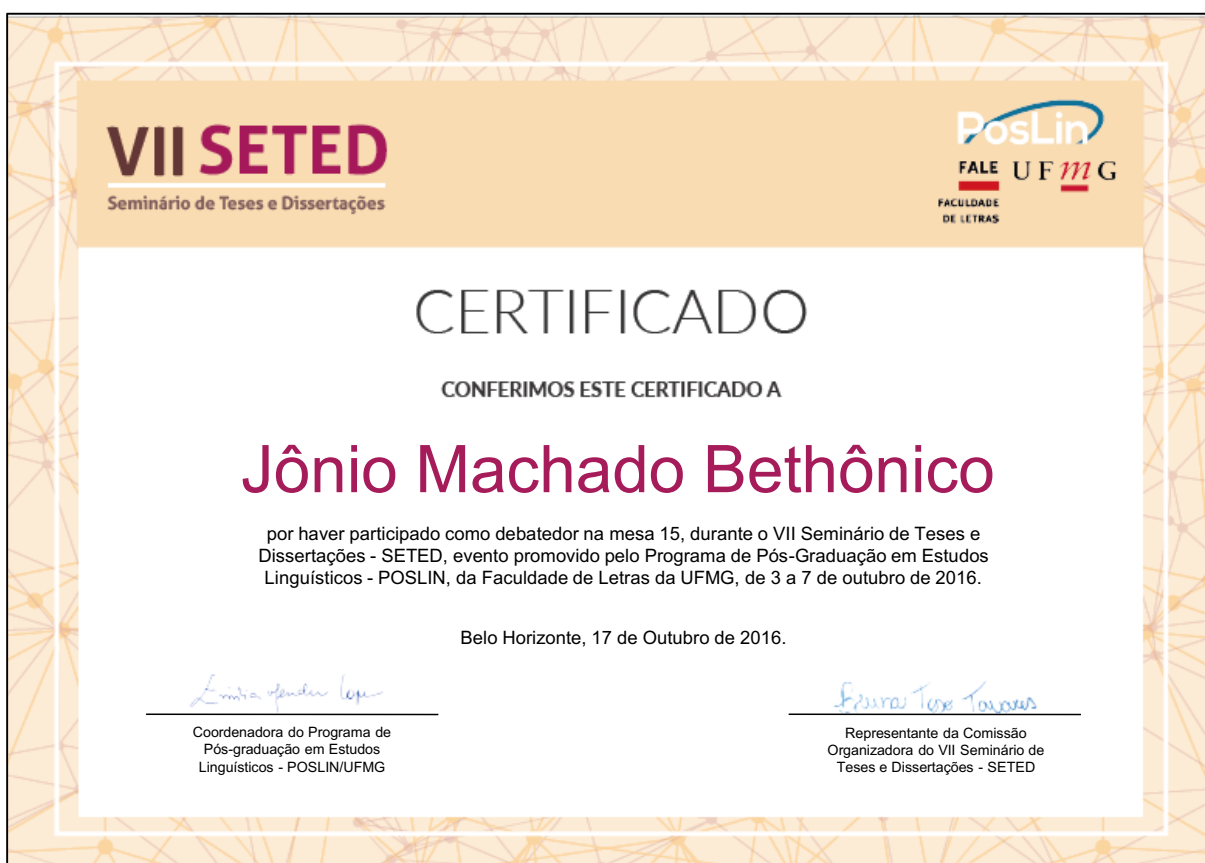 VII SETED
Seminário de Teses e Dissertações
PosLin
FALE UFmG
FACULDADE
DE LETRAS
CERTIFICADO
CONFERIMOS ESTE CERTIFICADO A
Jônio Machado Bethônico
por haver participado como debatedor na mesa 15, durante o VII Seminário de Teses e
Dissertações - SETED, evento promovido pelo Programa de Pós-Graduação em Estudos
Linguísticos - POSLIN, da Faculdade de Letras da UFMG, de 3 a 7 de outubro de 2016.
Belo Horizonte, 17 de Outubro de 2016.
Coordenadora do Programa de
Pós-graduação em Estudos
Linguísticos - POSLIN/UFMG
Tavares
Representante da Comissão
Organizadora do VII Seminário de
Teses e Dissertações - SETED